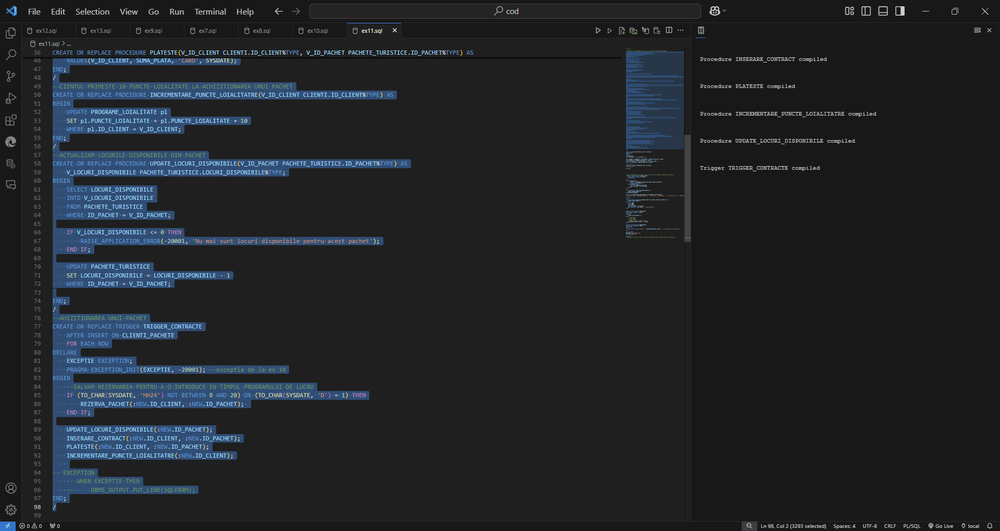 File Edit Selection View Go Run Terminal Help
cod
ex12.sql ex13.sql ex9.sql ex7.sql ex8.sql ex10.sql ex11.sql
ex11.sql > ...
36 CREATE OR REPLACE PROCEDURE PLATESTE(V_ID_CLIENT CLIENTI.ID_CLIENT%TYPE, V_ID_PACHET PACHETE_TURISTICE.ID_PACHET%TYPE) AS
46 VALUES(V_ID_CLIENT, SUMA_PLATA, 'CARD', SYSDATE);
47 END;
48 /
49 --CIENTUL PRIMESTE 10 PUNCTE LOIALITATE LA ACHIZITIONAREA UNUI PACHET
50 CREATE OR REPLACE PROCEDURE INCREMENTARE_PUNCTE_LOIALITATRE(V_ID_CLIENT CLIENTI.ID_CLIENT%TYPE) AS
51 BEGIN
52 UPDATE PROGRAME_LOIALITATE pl
53 SET pl.PUNCTE_LOIALITATE = pl.PUNCTE_LOIALITATE + 10
54 WHERE pl.ID_CLIENT = V_ID_CLIENT;
55 END;
56 /
57 --ACTUALIZAM LOCURILE DISPONIBILE DIN PACHET
58 CREATE OR REPLACE PROCEDURE UPDATE_LOCURI_DISPONIBILE(V_ID_PACHET PACHETE_TURISTICE.ID_PACHET%TYPE) AS
59 V_LOCURI_DISPONIBILE PACHETE_TURISTICE.LOCURI_DISPONIBILE%TYPE;
60 BEGIN
61 SELECT LOCURI_DISPONIBILE
62 INTO V_LOCURI_DISPONIBILE
63 FROM PACHETE_TURISTICE
64 WHERE ID_PACHET = V_ID_PACHET;
65
66 IF V_LOCURI_DISPONIBILE <= 0 THEN
67 RAISE_APPLICATION_ERROR(-20001, 'Nu mai sunt locuri disponibile pentru acest pachet');
68 END IF;
69
70 UPDATE PACHETE_TURISTICE
71 SET LOCURI_DISPONIBILE = LOCURI_DISPONIBILE - 1
72 WHERE ID_PACHET = V_ID_PACHET;
73
74 END;
75 /
76 --AHIZITIONAREA UNUI PACHET
77 CREATE OR REPLACE TRIGGER TRIGGER_CONTRACTE
78 AFTER INSERT ON CLIENTI_PACHETE
79 FOR EACH ROW
80 DECLARE
81 EXCEPTIE EXCEPTION;
82 PRAGMA EXCEPTION_INIT(EXCEPTIE, -20001); --exceptia de la ex 10
83 BEGIN
84 --SALVAM REZERVAREA PENTRU A O INTRODUCE IN TIMPUL PROGRAMULUI DE LUCRU
85 IF (TO_CHAR(SYSDATE, 'HH24') NOT BETWEEN 8 AND 20) OR (TO_CHAR(SYSDATE, 'D') = 1) THEN
86 REZERVA_PACHET(:NEW.ID_CLIENT, :NEW.ID_PACHET);
87 END IF;
88
89 UPDATE_LOCURI_DISPONIBILE(:NEW.ID_PACHET);
90 INSERARE_CONTRACT(:NEW.ID_CLIENT, :NEW.ID_PACHET);
91 PLATESTE(:NEW.ID_CLIENT, :NEW.ID_PACHET);
92 INCREMENTARE_PUNCTE_LOIALITATRE(:NEW.ID_CLIENT);
93
94 -- EXCEPTION
95 -- WHEN EXCEPTIE THEN
96 -- DBMS_OUTPUT.PUT_LINE(SQLERRM);
97 END;
98 /
99
Procedure INSERARE_CONTRACT compiled
Procedure PLATESTE compiled
Procedure INCREMENTARE_PUNCTE_LOIALITATRE compiled
Procedure UPDATE_LOCURI_DISPONIBILE compiled
Trigger TRIGGER_CONTRACTE compiled
0 0 0 Ln 98, Col 2 (3293 selected) Spaces: 4 UTF-8 CRLF PL/SQL Go Live local